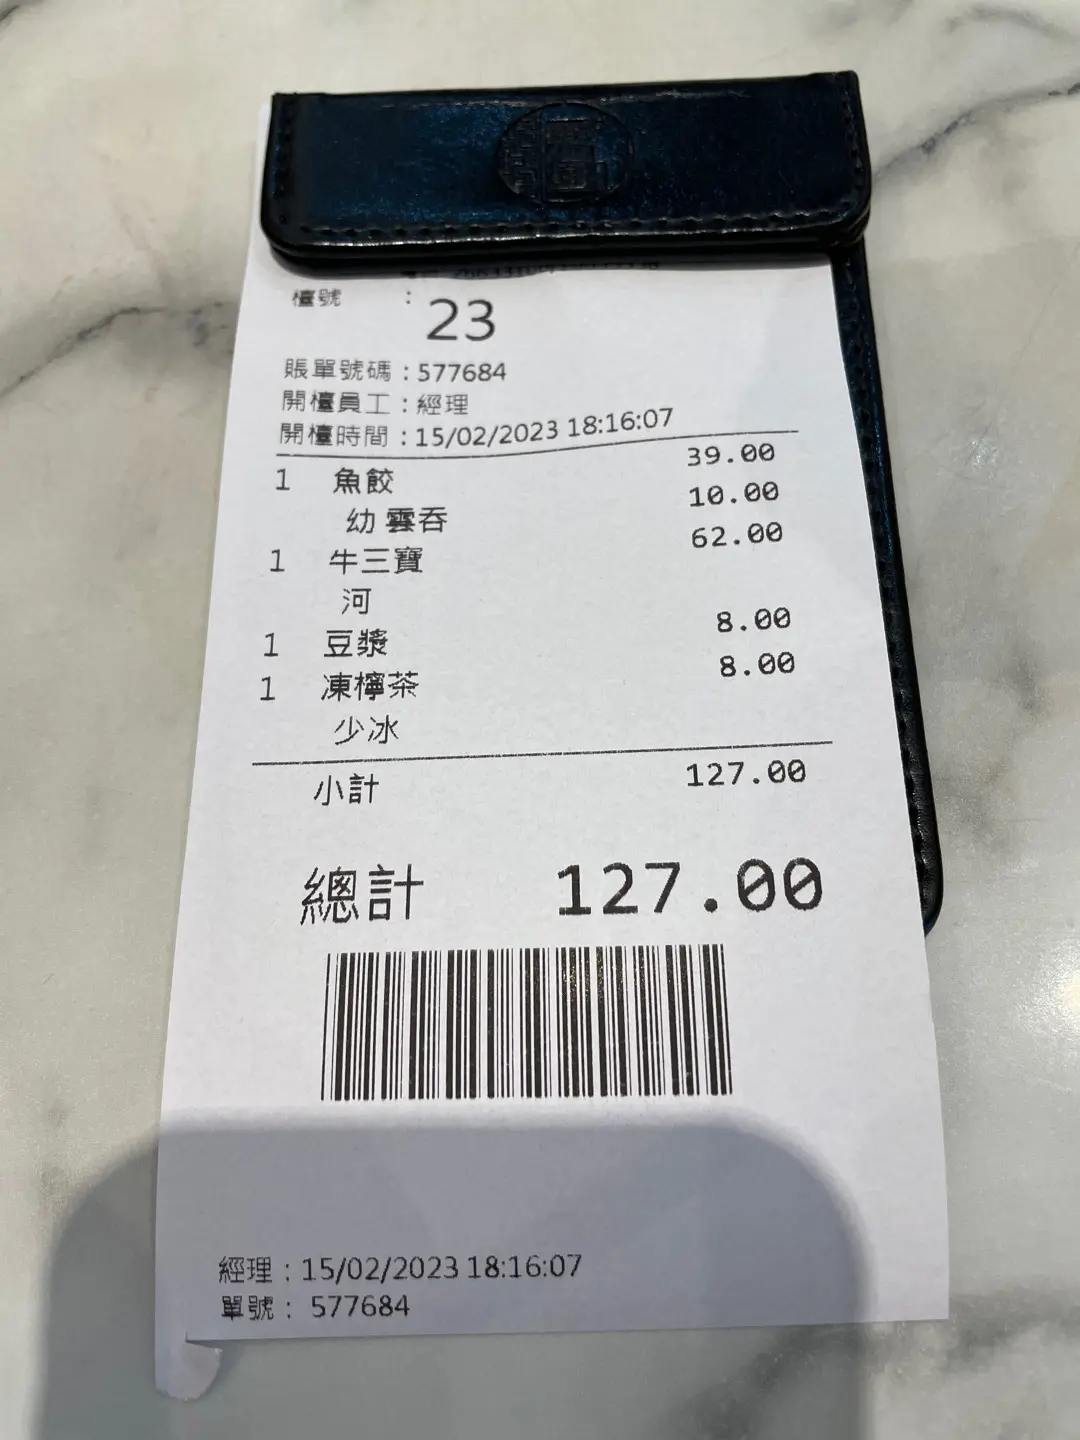 檯號 : 23
賬單號碼 : 577684
開檯員工 : 經理
開檯時間 : 15/02/2023 18:16:07
1 魚餃 39.00
幼 雲吞 10.00
1 牛三寶 62.00
河
1 豆漿 8.00
1 凍檸茶 8.00
少冰
小計 127.00
總計 127.00
經理 : 15/02/2023 18:16:07
單號 : 577684